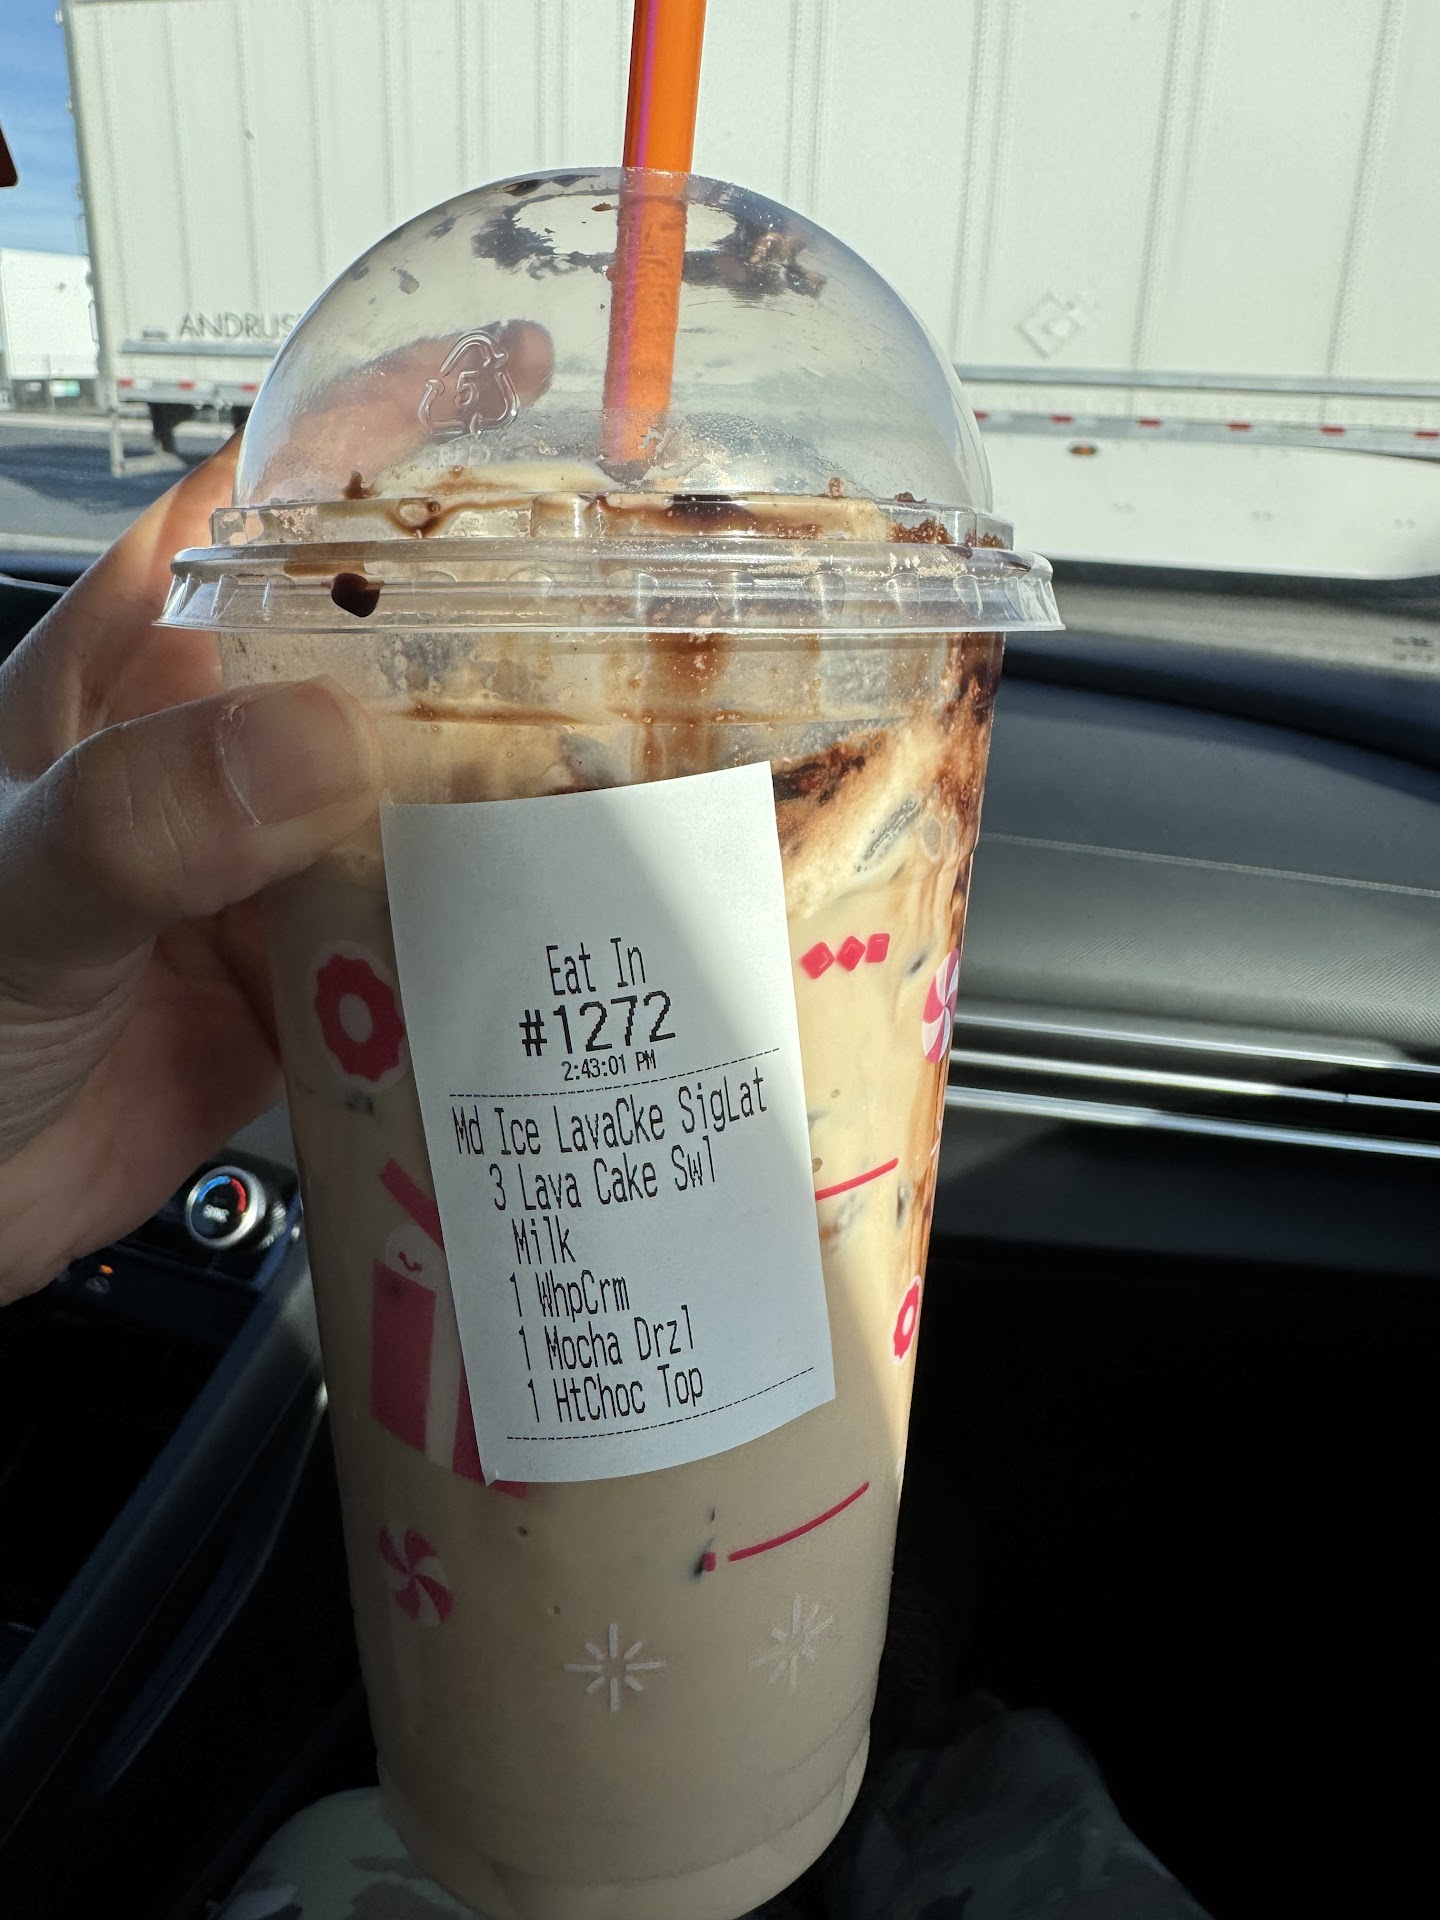 ANDRUS
5
Eat In
#1272
2:43:01 PM
Md Ice LavaCke SigLat
3 Lava Cake Swl
Milk
1 WhpCrm
1 Mocha Drzl
1 HtChoc Top